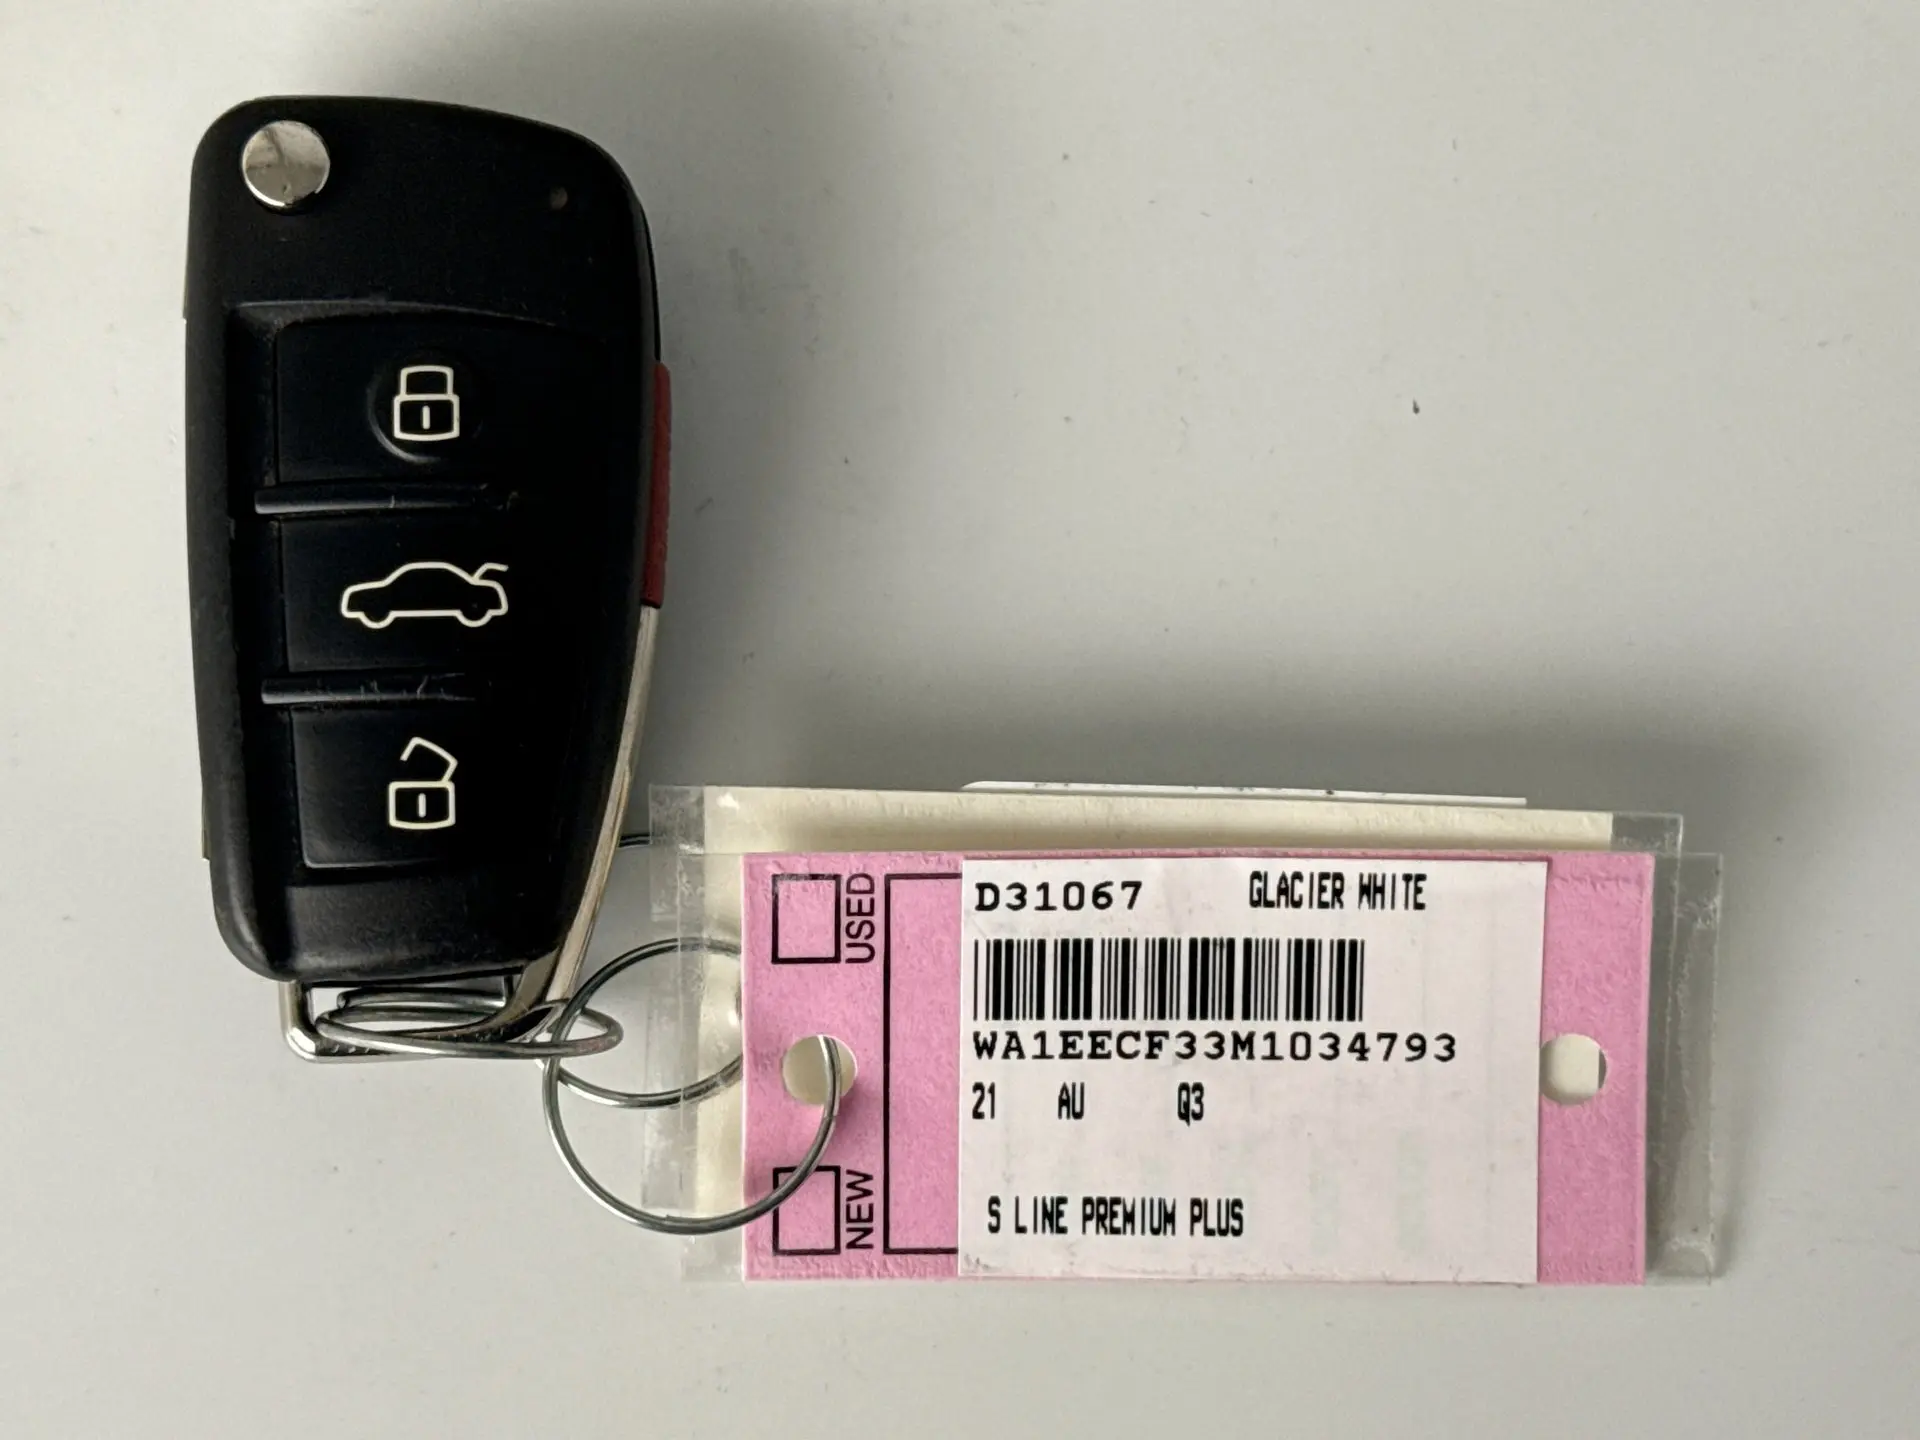 USED
NEW
D31067 GLACIER WHITE
WA1EECF33M1034793
21 AU Q3
S LINE PREMIUM PLUS